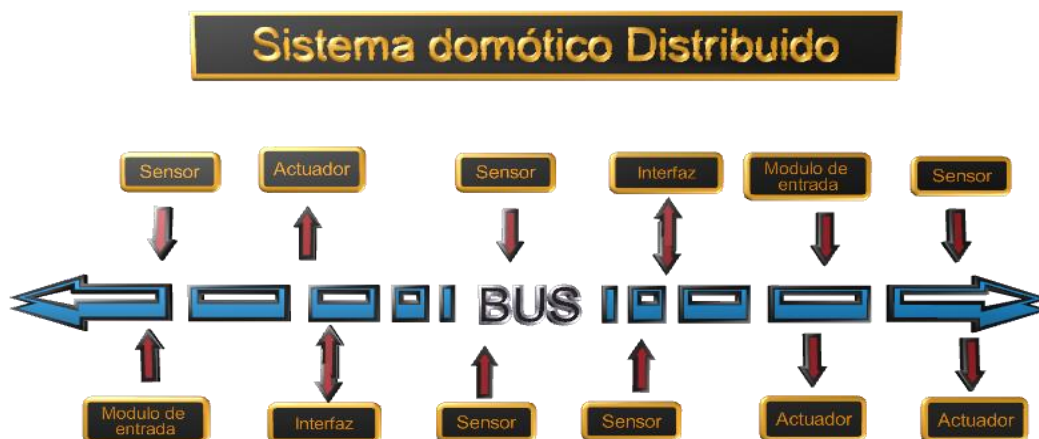 Sistema domótico Distribuido
Sensor
Actuador
Sensor
Interfaz
Modulo de
entrada
Sensor
BUS
Modulo de
entrada
Interfaz
Sensor
Sensor
Actuador
Actuador